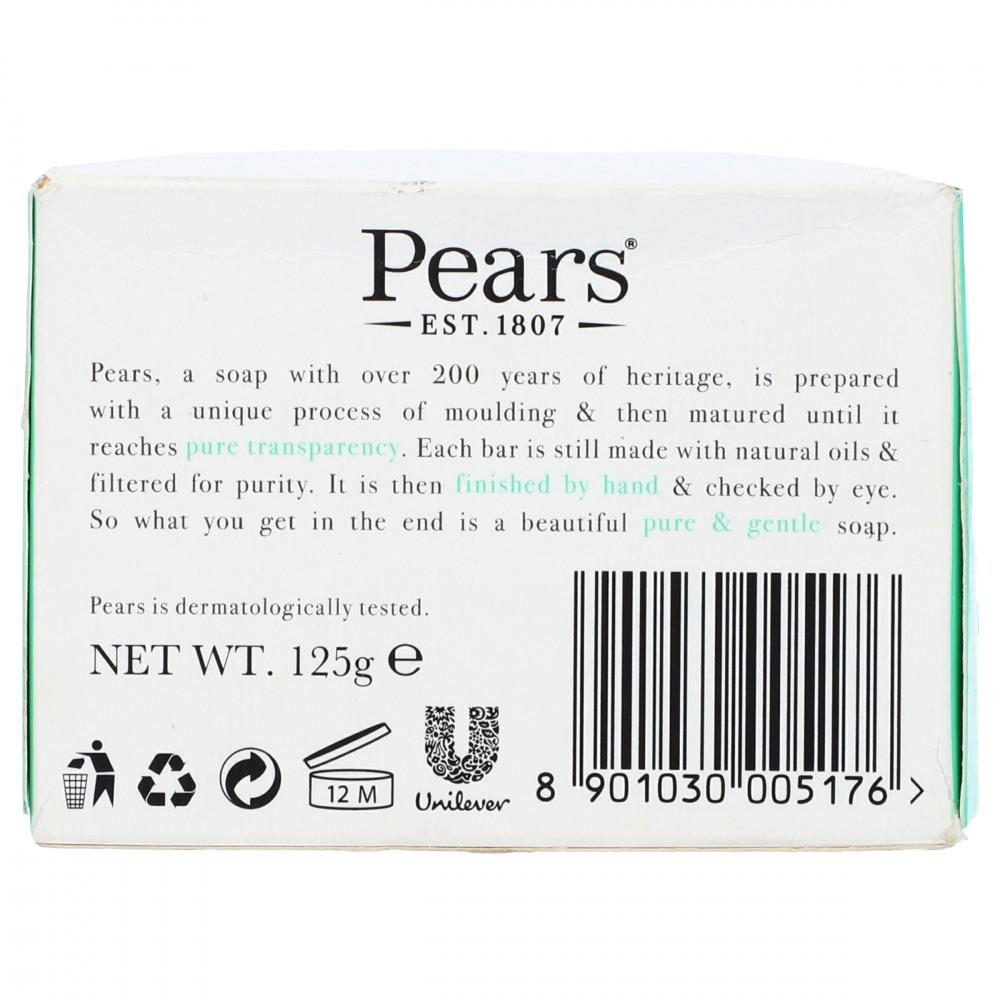 Pears®
EST. 1807
Pears, a soap with over 200 years of heritage, is prepared
with a unique process of moulding & then matured until it
reaches pure transparency. Each bar is still made with natural oils &
filtered for purity. It is then finished by hand & checked by eye.
So what you get in the end is a beautiful pure & gentle soap.
Pears is dermatologically tested.
NET WT. 125g ℮
12 M
Unilever
8 901030 005176 >